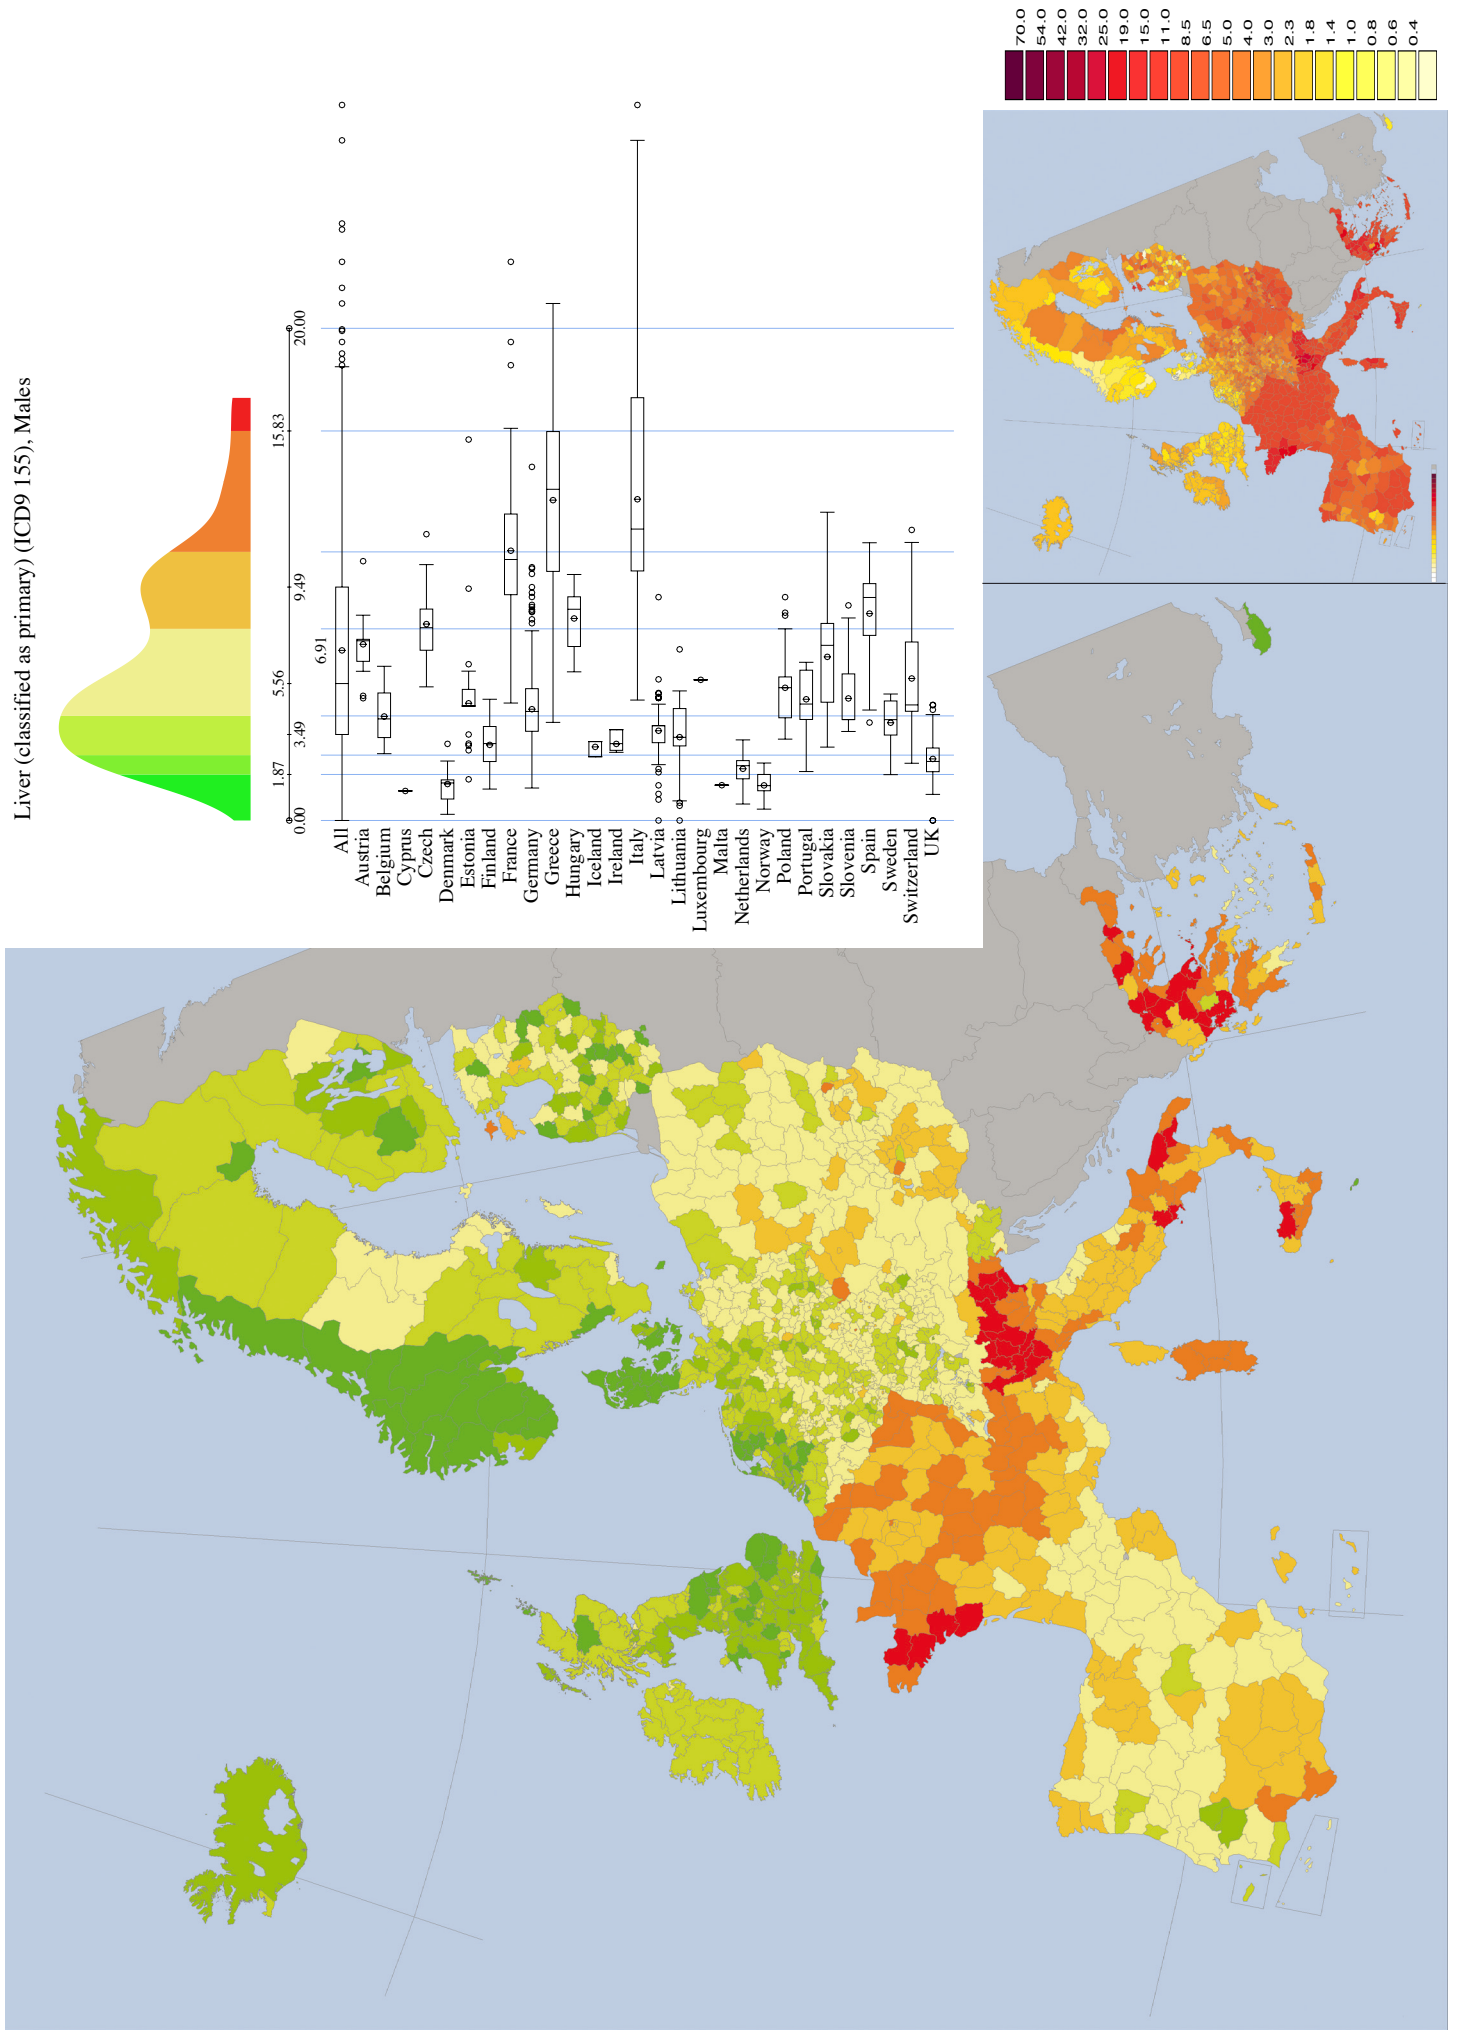 Liver (classified as primary) (ICD9 155), Males
0.00
1.87
3.49
5.56
6.91
9.49
15.83
20.00
All
Austria
Belgium
Cyprus
Czech
Denmark
Estonia
Finland
France
Germany
Greece
Hungary
Iceland
Ireland
Italy
Latvia
Lithuania
Luxembourg
Malta
Netherlands
Norway
Poland
Portugal
Slovakia
Slovenia
Spain
Sweden
Switzerland
UK
70.0
54.0
42.0
32.0
25.0
19.0
15.0
11.0
8.5
6.5
5.0
4.0
3.0
2.3
1.8
1.4
1.0
0.8
0.6
0.4